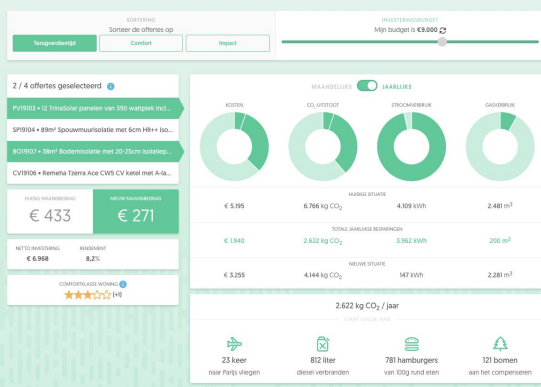 SORTERING
Sorteer de offertes op
Terugverdientijd
Comfort
Impact
INVESTERINGSBUDGET
Mijn budget is €9.000
2 / 4 offertes geselecteerd
PV19103 • 12 TrinaSolar panelen van 390 wattpiek incl...
SP19104 • 89m² Spouwmuurisolatie met 6cm HR++ iso...
BO19107 • 38m² Bodemisolatie met 20-25cm isolatiep...
CV19106 • Remeha Tzerra Ace CW5 CV ketel met A-la...
HUIDIG MAANDBEDRAG
€ 433
NIEUW MAANDBEDRAG
€ 271
NETTO INVESTERING
€ 6.968
RENDEMENT
8,2%
COMFORTKLASSE WONING
(+1)
MAANDELIJKS
JAARLIJKS
KOSTEN
CO₂-UITSTOOT
STROOMVERBRUIK
GASVERBRUIK
HUIDIGE SITUATIE
€ 5.195
6.766 kg CO₂
4.109 kWh
2.481 m³
TOTALE JAARLIJKSE BESPARINGEN
€ 1.940
2.622 kg CO₂
3.962 kWh
200 m³
NIEUWE SITUATIE
€ 3.255
4.144 kg CO₂
147 kWh
2.281 m³
2.622 kg CO₂ / jaar
STAAT GELIJK AAN
23 keer
naar Parijs vliegen
812 liter
diesel verbranden
781 hamburgers
van 100g rund eten
121 bomen
aan het compenseren